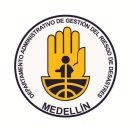 DEPARTAMENTO ADMINISTRATIVO DE GESTIÓN DEL RIESGO DE DESASTRES
MEDELLÍN